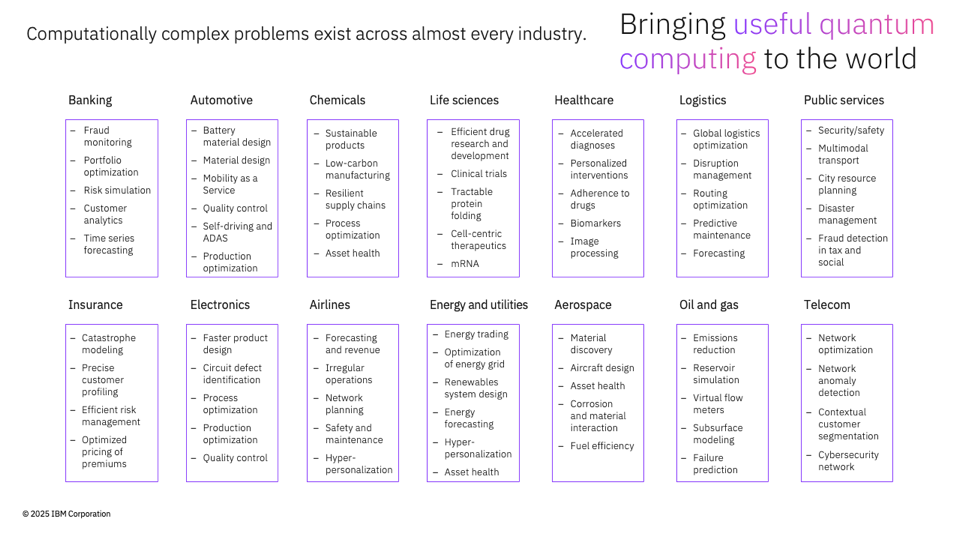 Computationally complex problems exist across almost every industry.
Bringing useful quantum
computing to the world
Banking
– Fraud
monitoring
– Portfolio
optimization
– Risk simulation
– Customer
analytics
– Time series
forecasting
Automotive
– Battery
material design
– Material design
– Mobility as a
Service
– Quality control
– Self-driving and
ADAS
– Production
optimization
Chemicals
– Sustainable
products
– Low-carbon
manufacturing
– Resilient
supply chains
– Process
optimization
– Asset health
Life sciences
– Efficient drug
research and
development
– Clinical trials
– Tractable
protein
folding
– Cell-centric
therapeutics
– mRNA
Healthcare
– Accelerated
diagnoses
– Personalized
interventions
– Adherence to
drugs
– Biomarkers
– Image
processing
Logistics
– Global logistics
optimization
– Disruption
management
– Routing
optimization
– Predictive
maintenance
– Forecasting
Public services
– Security/safety
– Multimodal
transport
– City resource
planning
– Disaster
management
– Fraud detection
in tax and
social
Insurance
– Catastrophe
modeling
– Precise
customer
profiling
– Efficient risk
management
– Optimized
pricing of
premiums
Electronics
– Faster product
design
– Circuit defect
identification
– Process
optimization
– Production
optimization
– Quality control
Airlines
– Forecasting
and revenue
– Irregular
operations
– Network
planning
– Safety and
maintenance
– Hyper-
personalization
Energy and utilities
– Energy trading
– Optimization
of energy grid
– Renewables
system design
– Energy
forecasting
– Hyper-
personalization
– Asset health
Aerospace
– Material
discovery
– Aircraft design
– Asset health
– Corrosion
and material
interaction
– Fuel efficiency
Oil and gas
– Emissions
reduction
– Reservoir
simulation
– Virtual flow
meters
– Subsurface
modeling
– Failure
prediction
Telecom
– Network
optimization
– Network
anomaly
detection
– Contextual
customer
segmentation
– Cybersecurity
network
© 2025 IBM Corporation